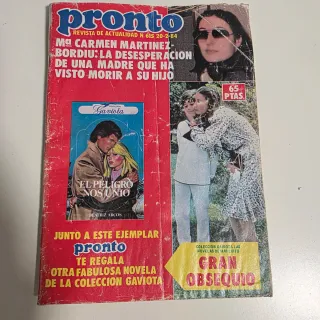 pronto
REVISTA DE ACTUALIDAD N 615 20-2-84
Mª CARMEN MARTINEZ-
BORDIU: LA DESESPERACION
DE UNA MADRE QUE HA
VISTO MORIR A SU HIJO
65
PTAS
Gaviota
EL PELIGRO
NOS UNIO
JUNTO A ESTE EJEMPLAR
pronto
TE REGALA
OTRA FABULOSA NOVELA
DE LA COLECCION GAVIOTA
GRAN
OBSEQUIO